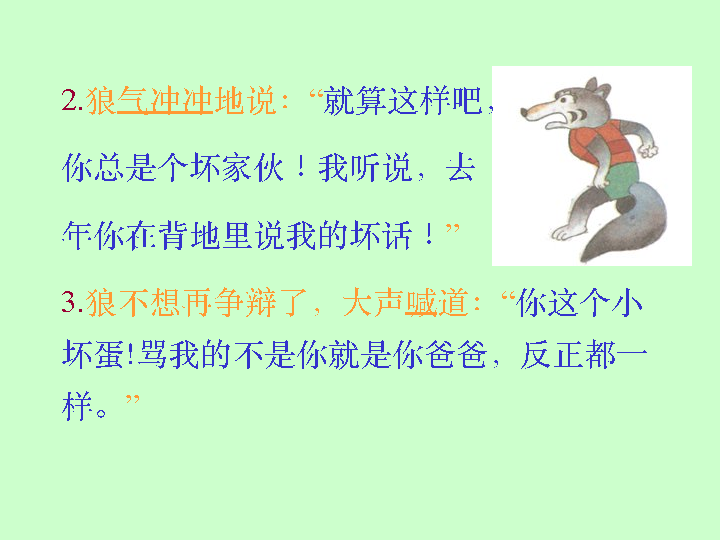 2.狼气冲冲地说：“就算这样吧，
你总是个坏家伙！我听说，去
年你在背地里说我的坏话！”
3.狼不想再争辩了，大声喊道：“你这个小
坏蛋!骂我的不是你就是你爸爸，反正都一
样。”